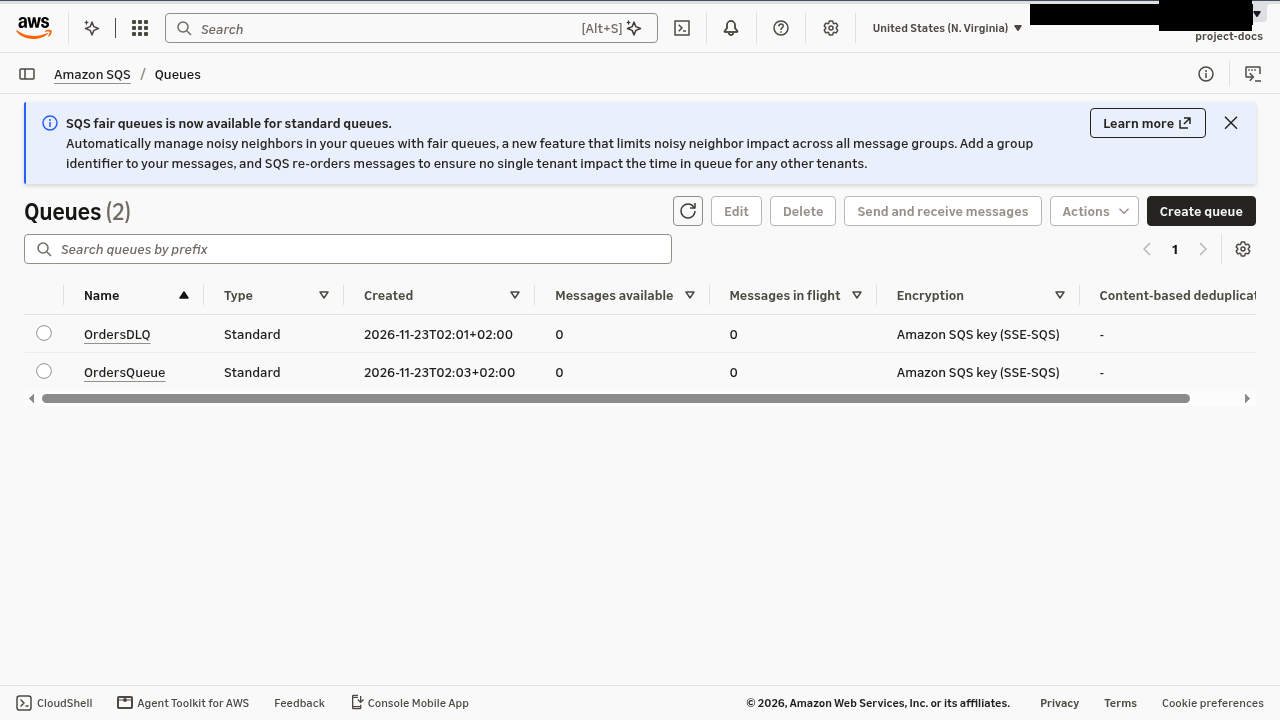 aws
Search [Alt+S]
United States (N. Virginia)
project-docs
Amazon SQS / Queues
SQS fair queues is now available for standard queues.
Automatically manage noisy neighbors in your queues with fair queues, a new feature that limits noisy neighbor impact across all message groups. Add a group
identifier to your messages, and SQS re-orders messages to ensure no single tenant impact the time in queue for any other tenants.
Learn more
Queues (2)
Edit Delete Send and receive messages Actions Create queue
Search queues by prefix
1
Name Type Created Messages available Messages in flight Encryption Content-based deduplicat
OrdersDLQ Standard 2026-11-23T02:01+02:00 0 0 Amazon SQS key (SSE-SQS) -
OrdersQueue Standard 2026-11-23T02:03+02:00 0 0 Amazon SQS key (SSE-SQS) -
CloudShell Agent Toolkit for AWS Feedback Console Mobile App © 2026, Amazon Web Services, Inc. or its affiliates. Privacy Terms Cookie preferences